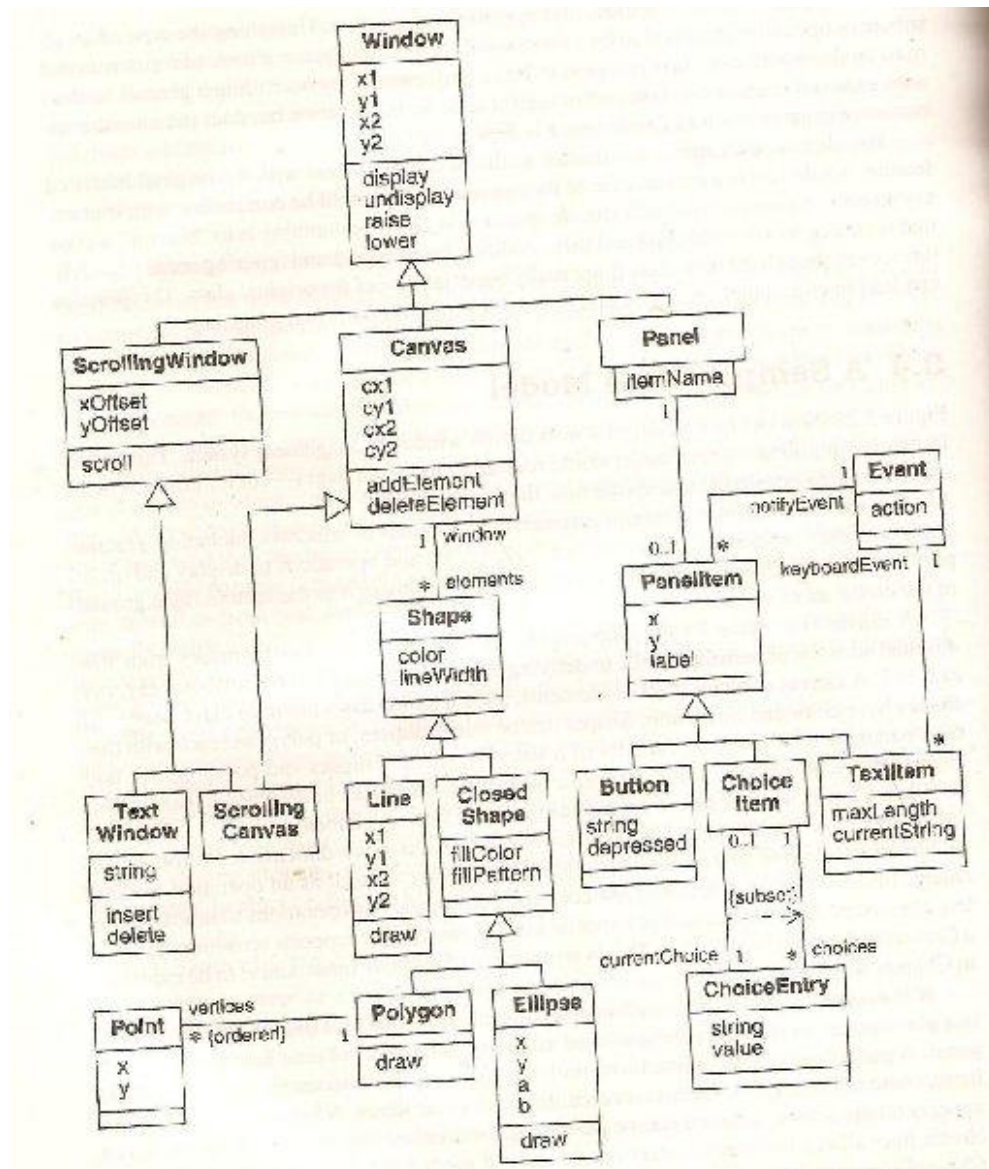 Window
x1
y1
x2
y2
display
undisplay
raise
lower
ScrollingWindow
xOffset
yOffset
scroll
Canvas
cx1
cy1
cx2
cy2
addElement
deleteElement
Panel
itemName
1
1 window
* elements
notifyEvent
1
Event
action
0..1
*
keyboardEvent
1
Shape
color
lineWidth
PanelItem
x
y
label
Text
Window
string
insert
delete
Scrolling
Canvas
Line
x1
y1
x2
y2
draw
Closed
Shape
fillColor
fillPattern
Button
string
depressed
Choice
Item
*
TextItem
maxLength
currentString
0..1
1
{subset}
currentChoice
1
*
choices
ChoiceEntry
string
value
Point
x
y
vertices
* {ordered}
1
Polygon
draw
Ellipse
x
y
a
b
draw